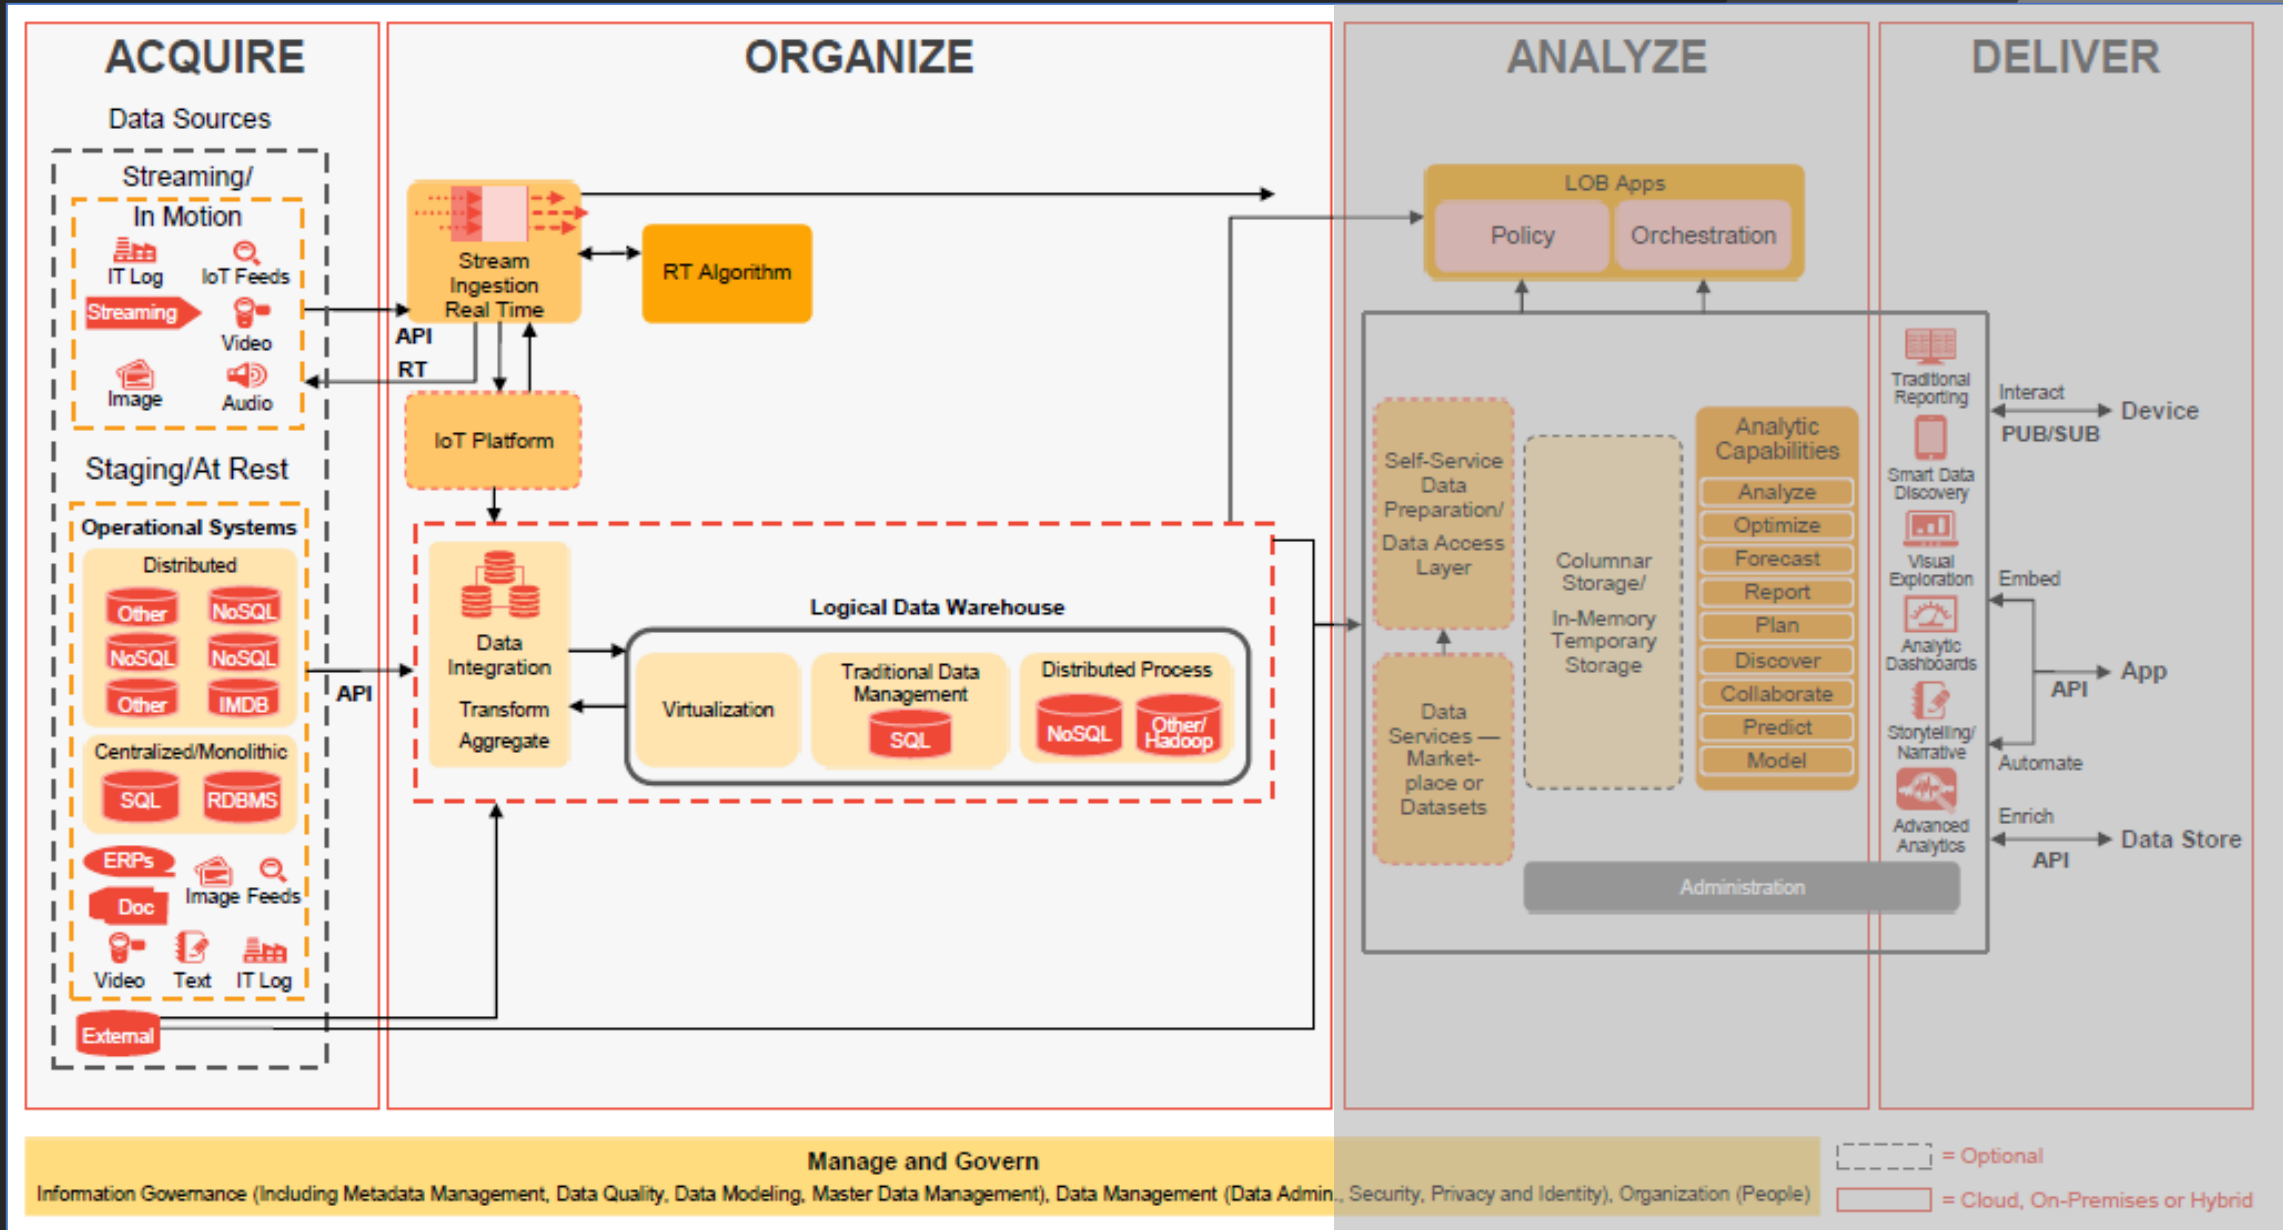 ACQUIRE
Data Sources
Streaming/
In Motion
IT Log
IoT Feeds
Streaming
Video
Image
Audio
Staging/At Rest
Operational Systems
Distributed
Other
NoSQL
NoSQL
NoSQL
Other
IMDB
Centralized/Monolithic
SQL
RDBMS
ERPs
Doc
Image
Feeds
Video
Text
IT Log
External
API
RT
API
ORGANIZE
Stream
Ingestion
Real Time
RT Algorithm
IoT Platform
Data
Integration
Transform
Aggregate
Logical Data Warehouse
Virtualization
Traditional Data
Management
SQL
Distributed Process
NoSQL
Other/
Hadoop
ANALYZE
LOB Apps
Policy
Orchestration
Self-Service
Data
Preparation/
Data Access
Layer
Data
Services —
Market-
place or
Datasets
Columnar
Storage/
In-Memory
Temporary
Storage
Analytic
Capabilities
Analyze
Optimize
Forecast
Report
Plan
Discover
Collaborate
Predict
Model
Administration
DELIVER
Traditional
Reporting
Smart Data
Discovery
Visual
Exploration
Analytic
Dashboards
Storytelling/
Narrative
Advanced
Analytics
Interact
PUB/SUB
Device
Embed
API
App
Automate
Enrich
API
Data Store
Manage and Govern
Information Governance (Including Metadata Management, Data Quality, Data Modeling, Master Data Management), Data Management (Data Admin., Security, Privacy and Identity), Organization (People)
= Optional
= Cloud, On-Premises or Hybrid